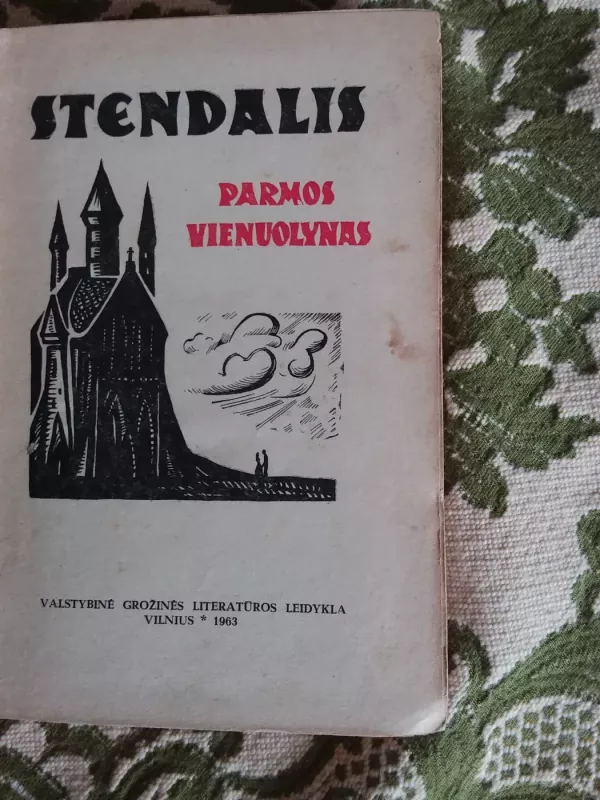 STENDALIS
PARMOS
VIENUOLYNAS
VALSTYBINĖ GROŽINĖS LITERATŪROS LEIDYKLA
VILNIUS * 1963